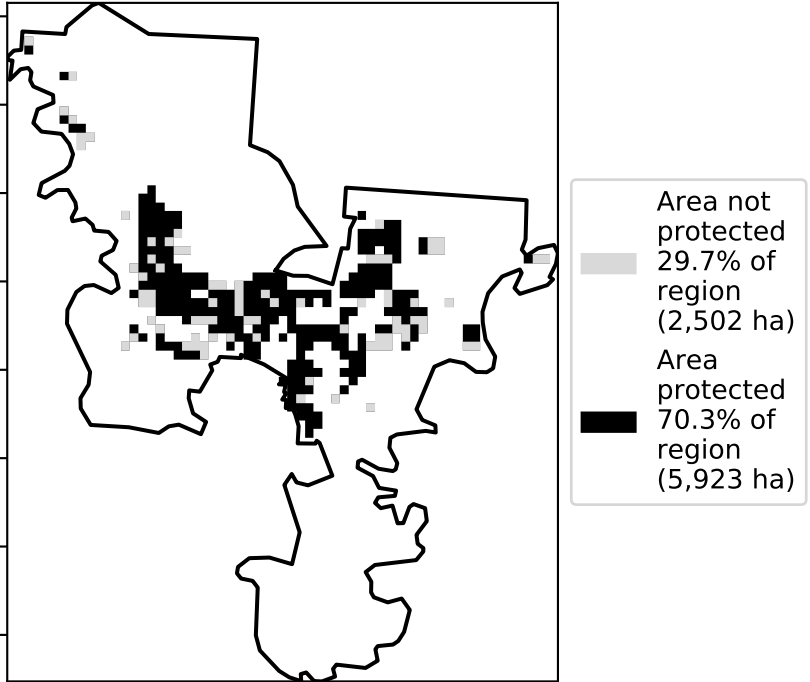 Area not
protected
29.7% of
region
(2,502 ha)
Area
protected
70.3% of
region
(5,923 ha)